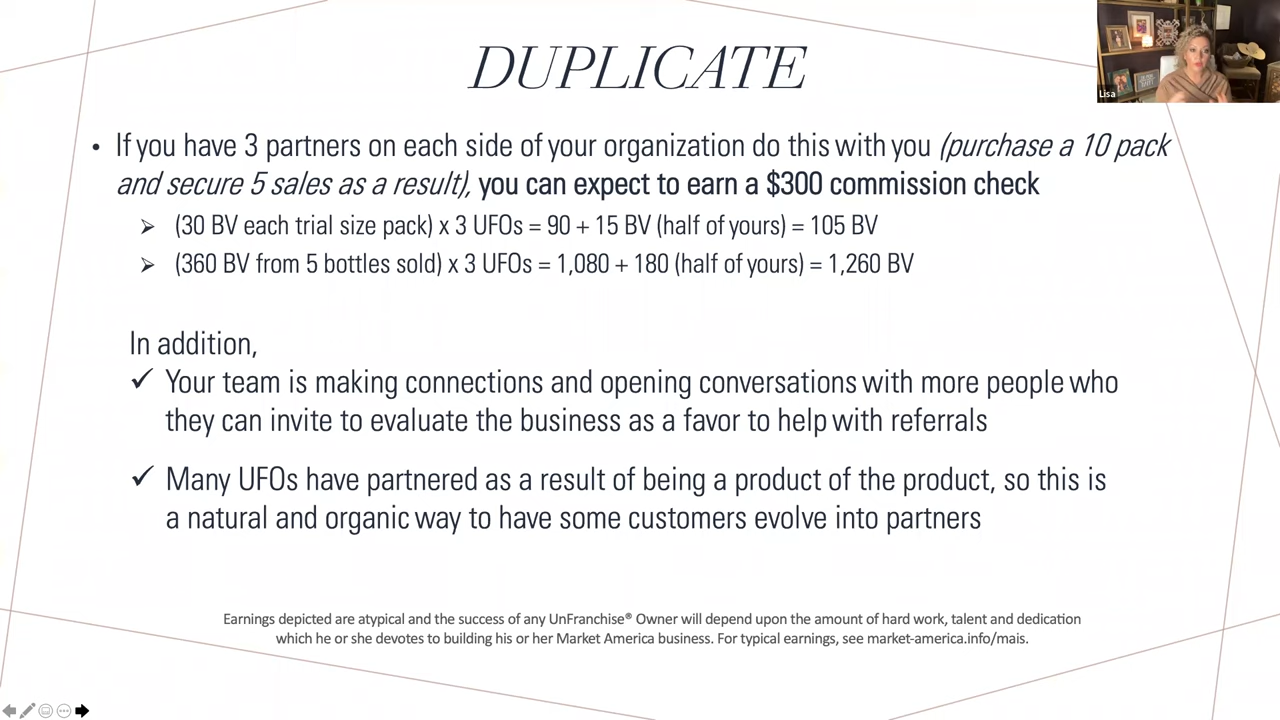 DUPLICATE
Lisa
• If you have 3 partners on each side of your organization do this with you (purchase a 10 pack
and secure 5 sales as a result), you can expect to earn a $300 commission check
➢ (30 BV each trial size pack) x 3 UFOs = 90 + 15 BV (half of yours) = 105 BV
➢ (360 BV from 5 bottles sold) x 3 UFOs = 1,080 + 180 (half of yours) = 1,260 BV
In addition,
✓ Your team is making connections and opening conversations with more people who
they can invite to evaluate the business as a favor to help with referrals
✓ Many UFOs have partnered as a result of being a product of the product, so this is
a natural and organic way to have some customers evolve into partners
Earnings depicted are atypical and the success of any UnFranchise® Owner will depend upon the amount of hard work, talent and dedication
which he or she devotes to building his or her Market America business. For typical earnings, see market-america.info/mais.